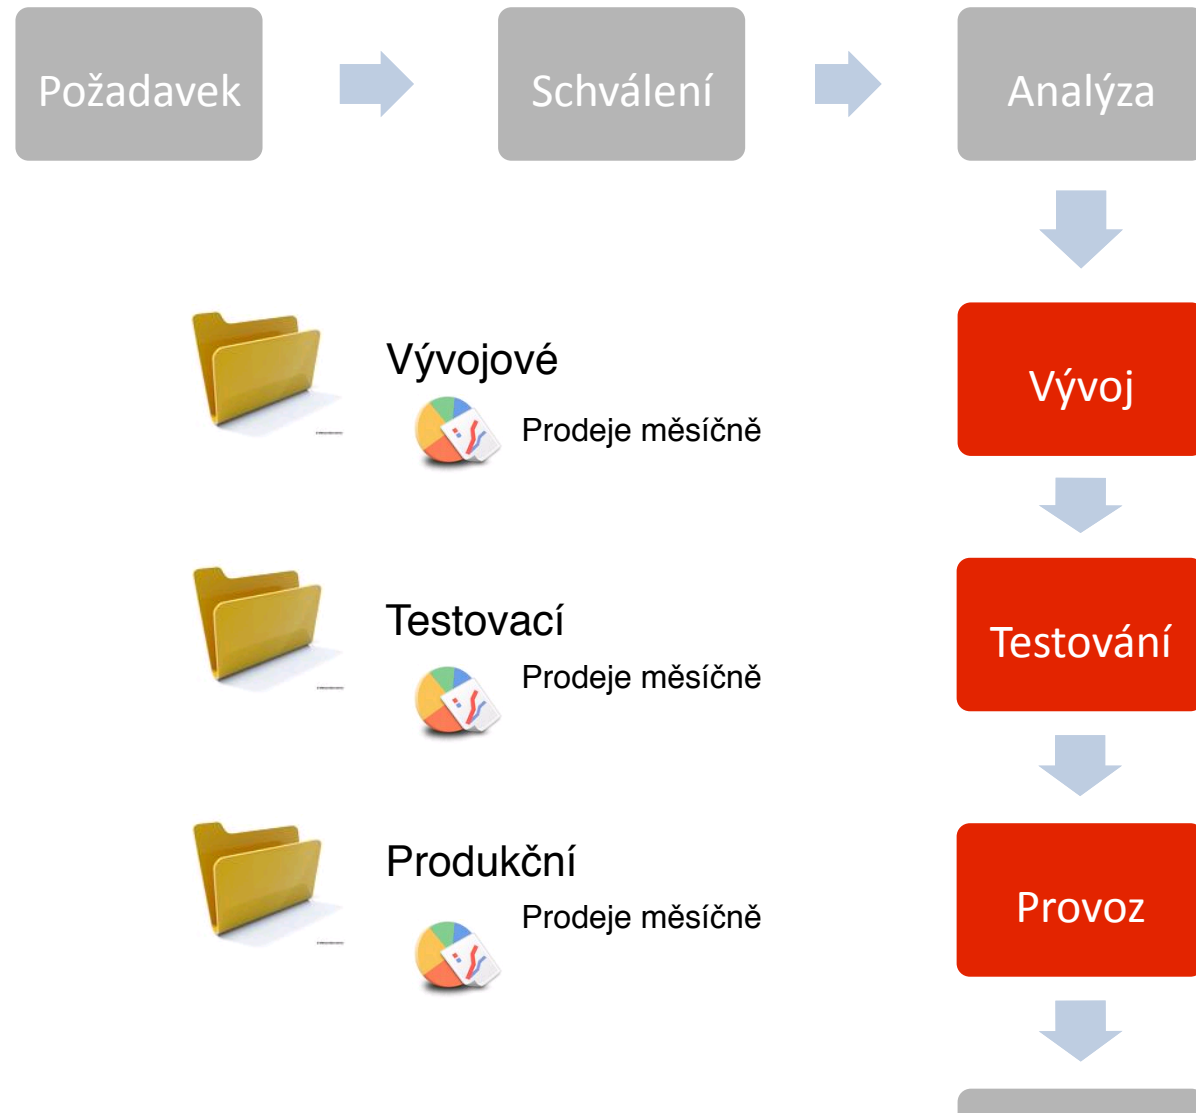 Požadavek
Schválení
Analýza
Vývojové
Prodeje měsíčně
Vývoj
Testovací
Prodeje měsíčně
Testování
Produkční
Prodeje měsíčně
Provoz